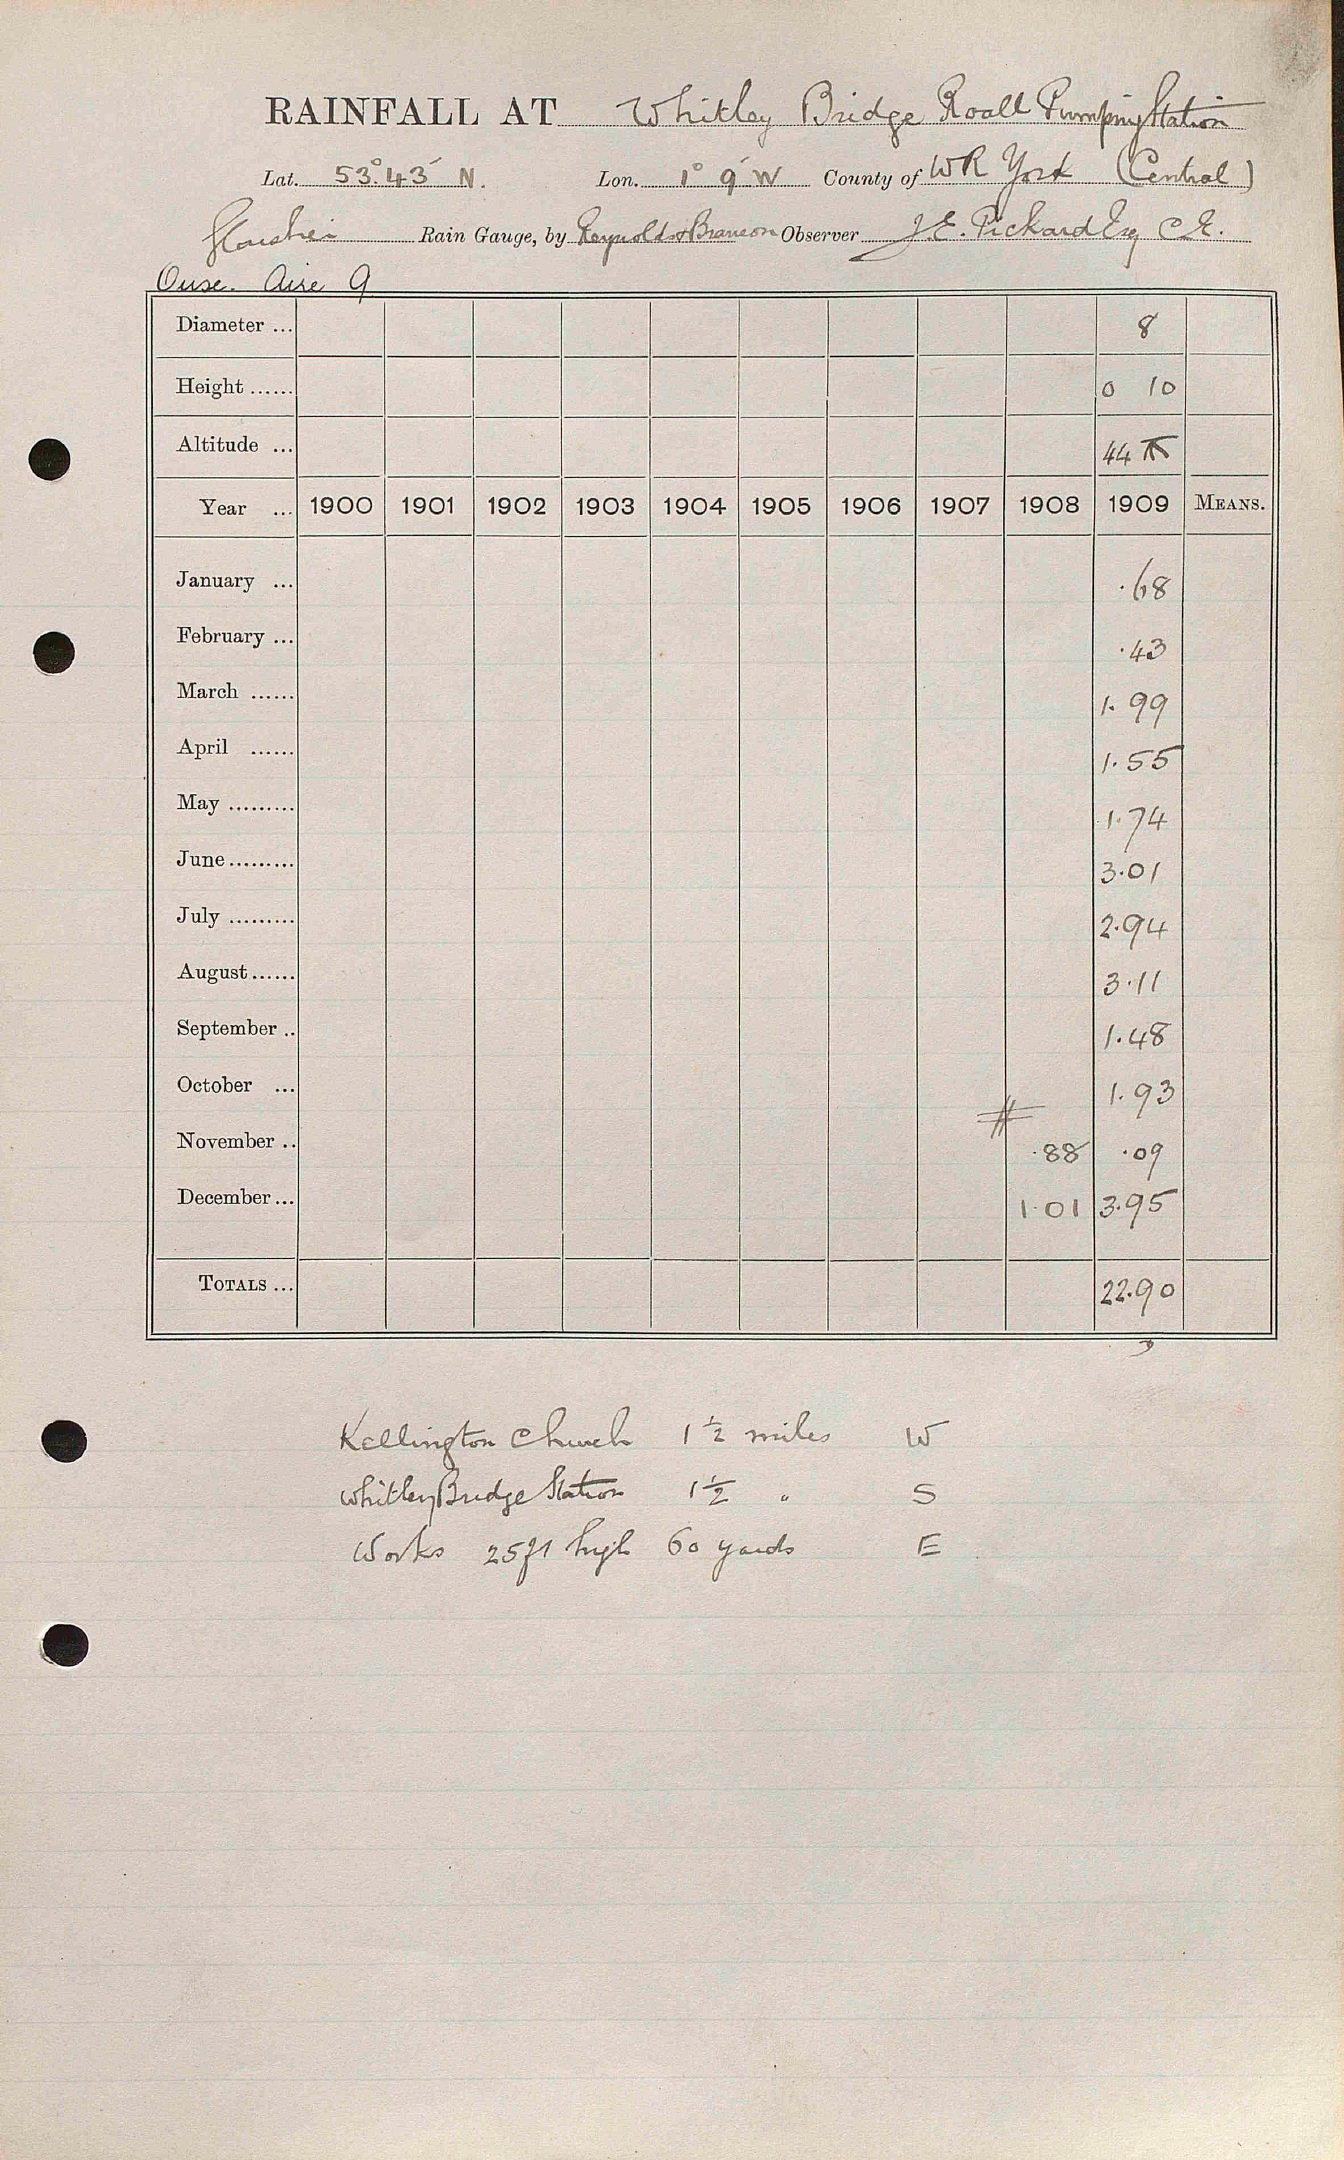 RAINFALL AT Whitley Bridge Roall Pumping Station
Lat. 53° 43' N. Lon. 1° 9' W County of W R York (Central)
Rain Gauge, by Reynolds & Branson Observer J. E. Pickard Esq C.E.
Ouse. Aire 9
Diameter ... 8
Height ...... 0 10
Altitude ... 44
Year ... 1900 1901 1902 1903 1904 1905 1906 1907 1908 1909 MEANS.
January ... .68
February ... .43
March ...... 1.99
April ...... 1.55
May ......... 1.74
June ......... 3.01
July ......... 2.94
August ...... 3.11
September .. 1.48
October ... 1.93
November .. .88 .09
December ... 1.01 3.95
TOTALS ... 22.90
Kellington Church 1½ miles W
Whitley Bridge Station 1½ " S
Works 25ft high 60 yards E